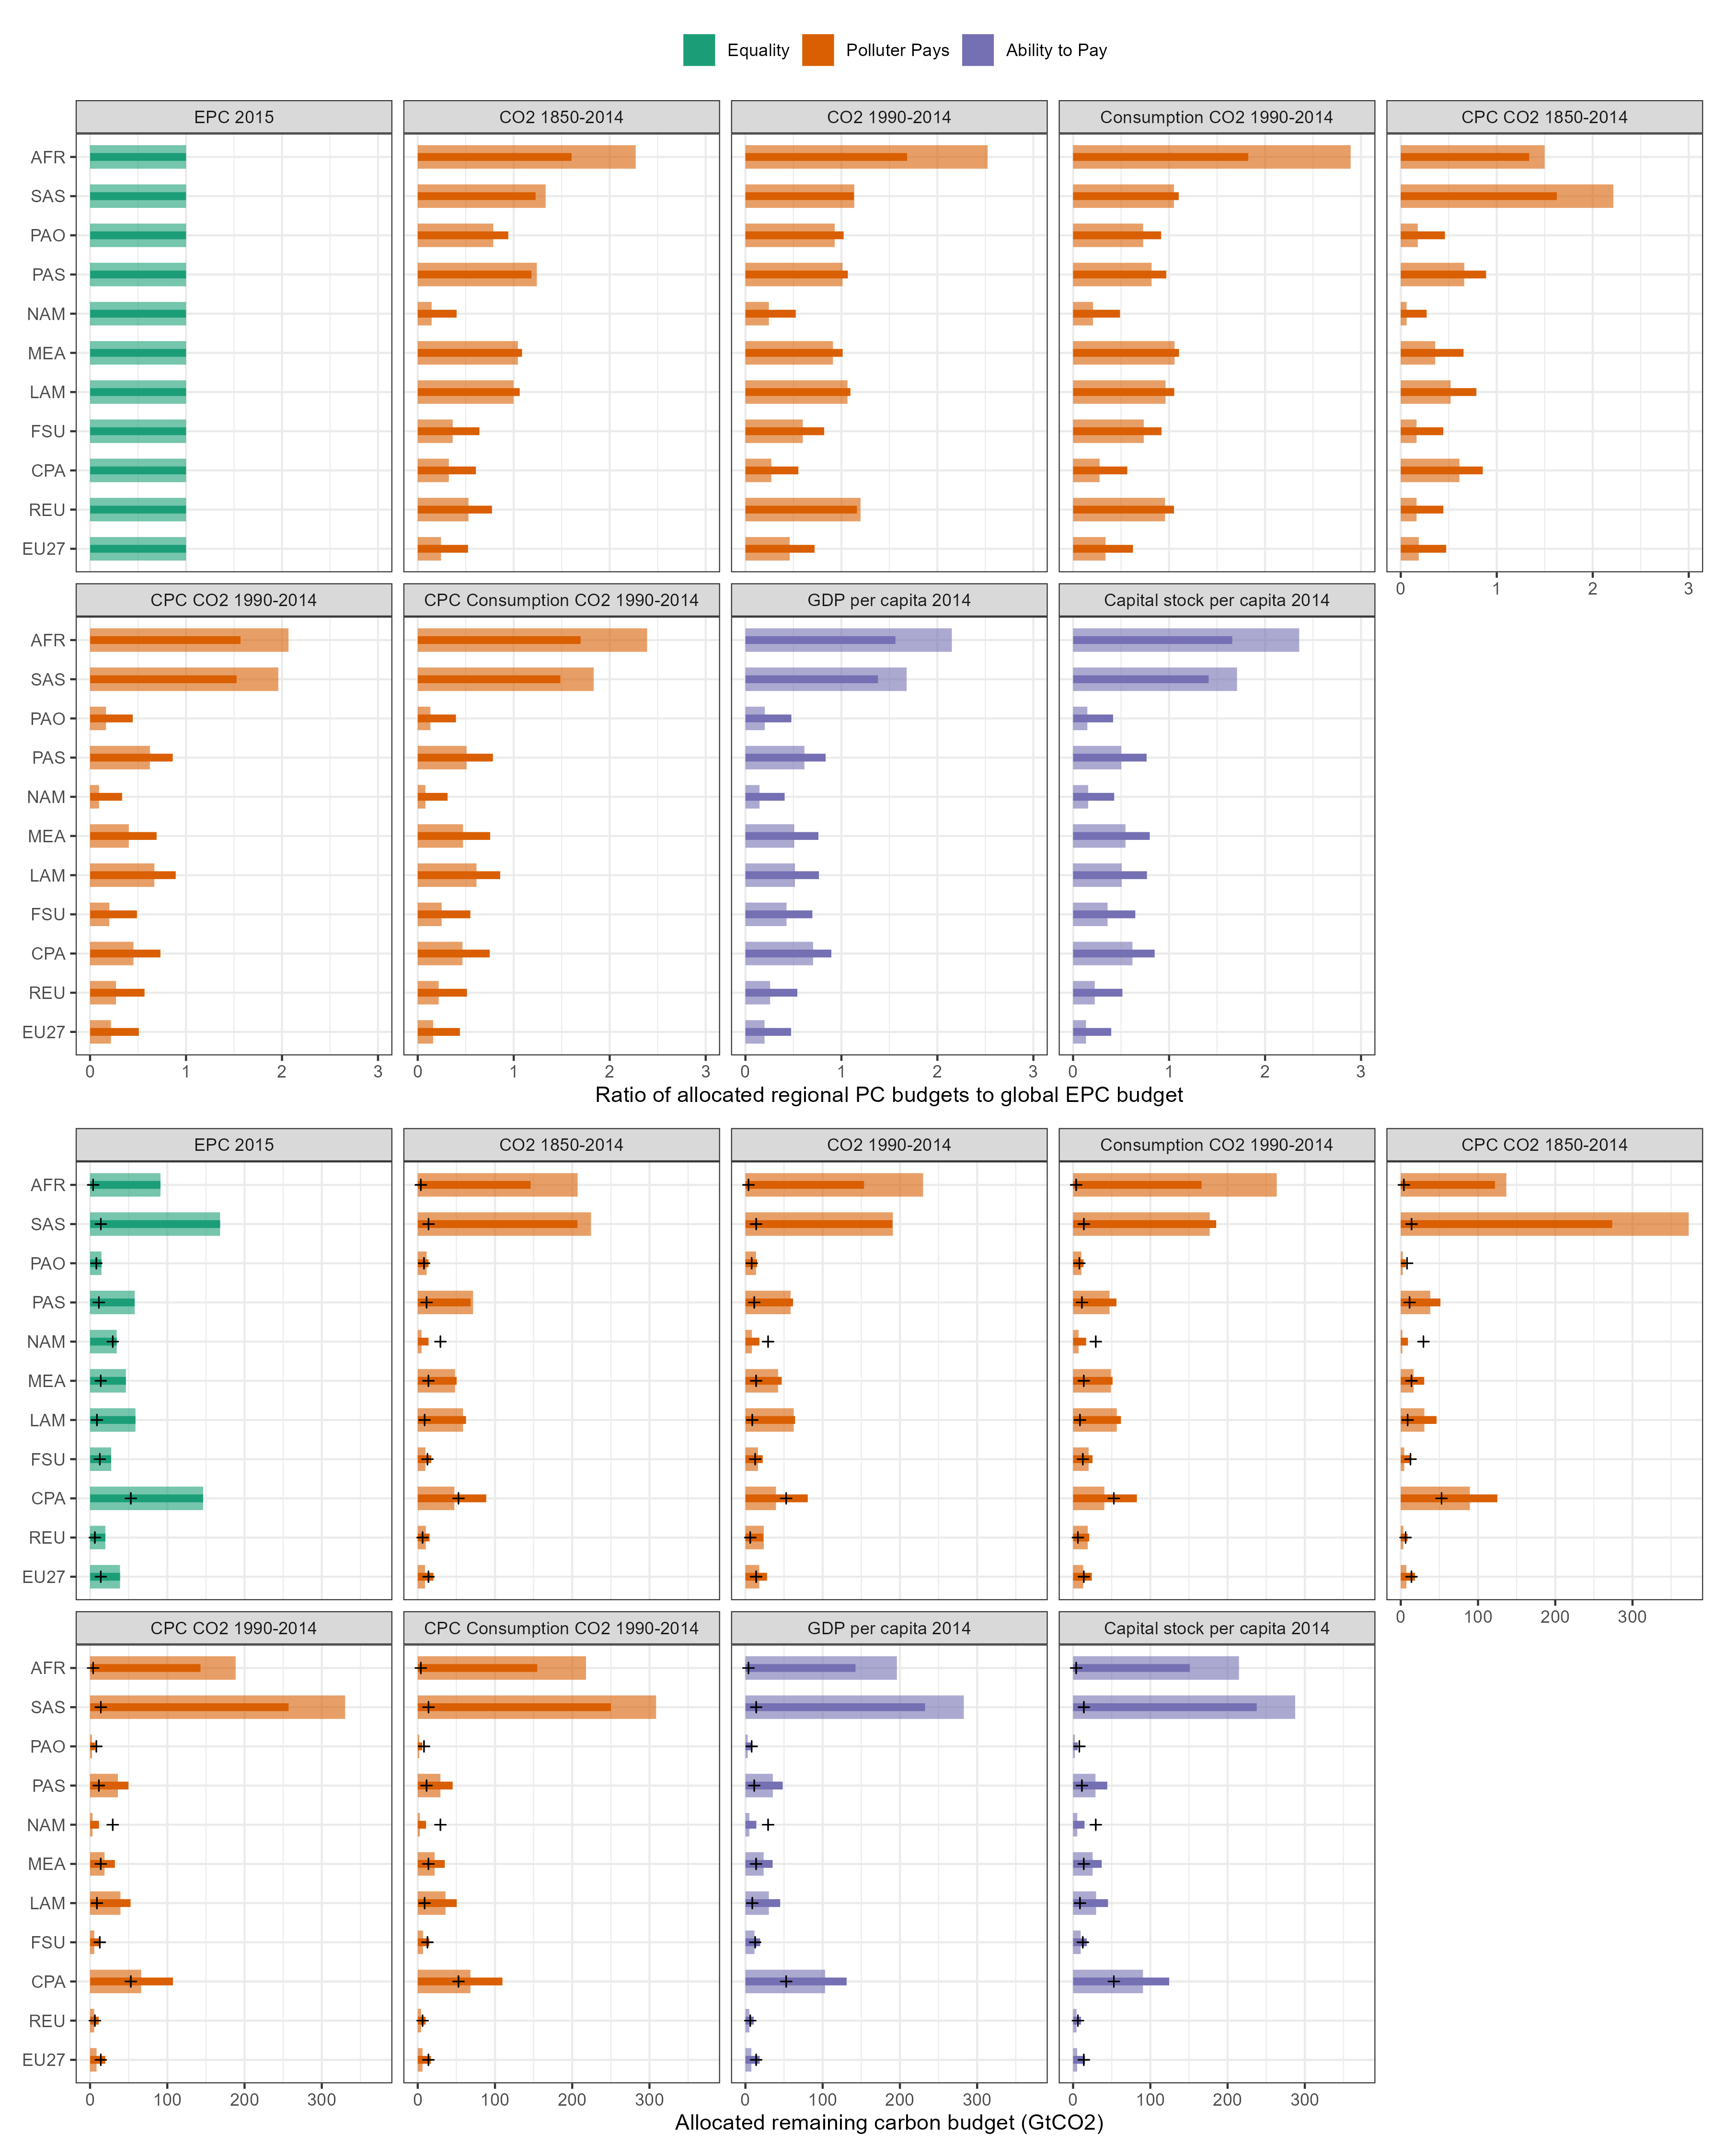 Equality Polluter Pays Ability to Pay
EPC 2015 CO2 1850-2014 CO2 1990-2014 Consumption CO2 1990-2014 CPC CO2 1850-2014
AFR
SAS
PAO
PAS
NAM
MEA
LAM
FSU
CPA
REU
EU27
0 1 2 3
CPC CO2 1990-2014 CPC Consumption CO2 1990-2014 GDP per capita 2014 Capital stock per capita 2014
AFR
SAS
PAO
PAS
NAM
MEA
LAM
FSU
CPA
REU
EU27
0 1 2 3 0 1 2 3 0 1 2 3 0 1 2 3
Ratio of allocated regional PC budgets to global EPC budget
EPC 2015 CO2 1850-2014 CO2 1990-2014 Consumption CO2 1990-2014 CPC CO2 1850-2014
AFR
SAS
PAO
PAS
NAM
MEA
LAM
FSU
CPA
REU
EU27
0 100 200 300
CPC CO2 1990-2014 CPC Consumption CO2 1990-2014 GDP per capita 2014 Capital stock per capita 2014
AFR
SAS
PAO
PAS
NAM
MEA
LAM
FSU
CPA
REU
EU27
0 100 200 300 0 100 200 300 0 100 200 300 0 100 200 300
Allocated remaining carbon budget (GtCO2)